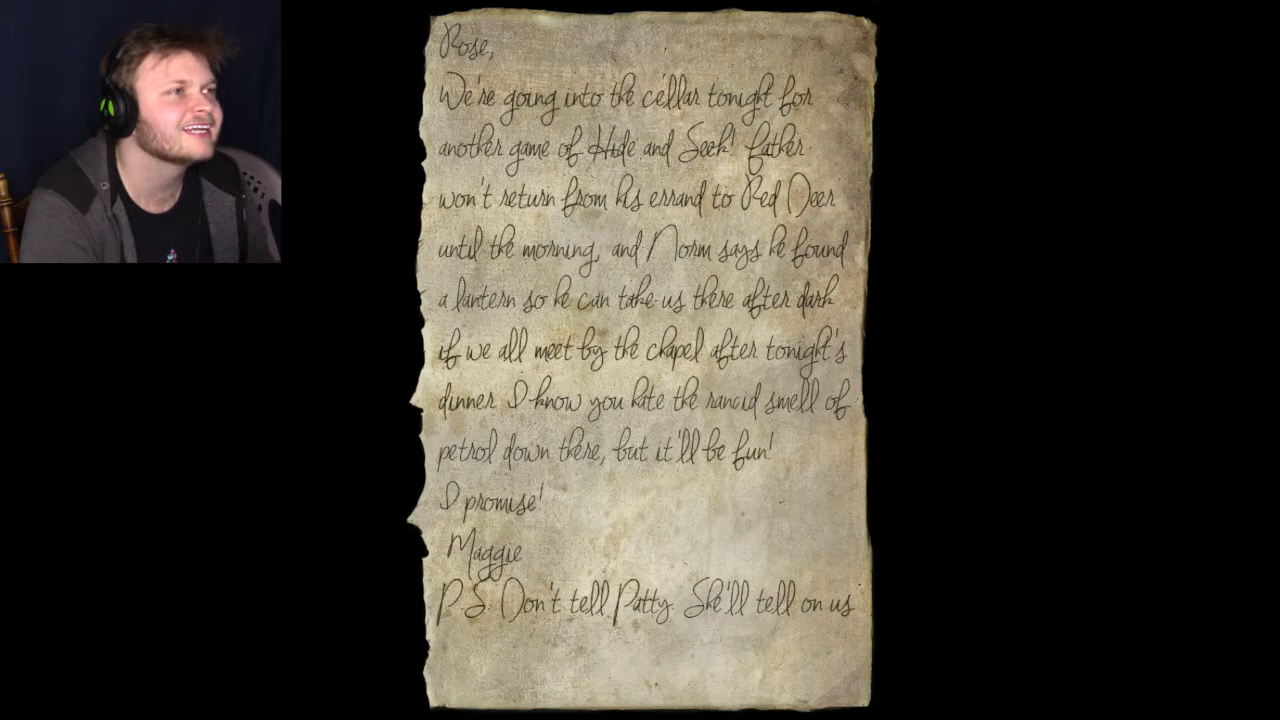 Rose,
We're going into the cellar tonight for
another game of Hide and Seek! Father
won't return from his errand to Red Deer
until the morning, and Norm says he found
a lantern so he can take us there after dark
if we all meet by the chapel after tonight's
dinner. I know you hate the rancid smell of
petrol down there, but it'll be fun!
I promise!
Maggie
P.S. Don't tell Patty. She'll tell on us